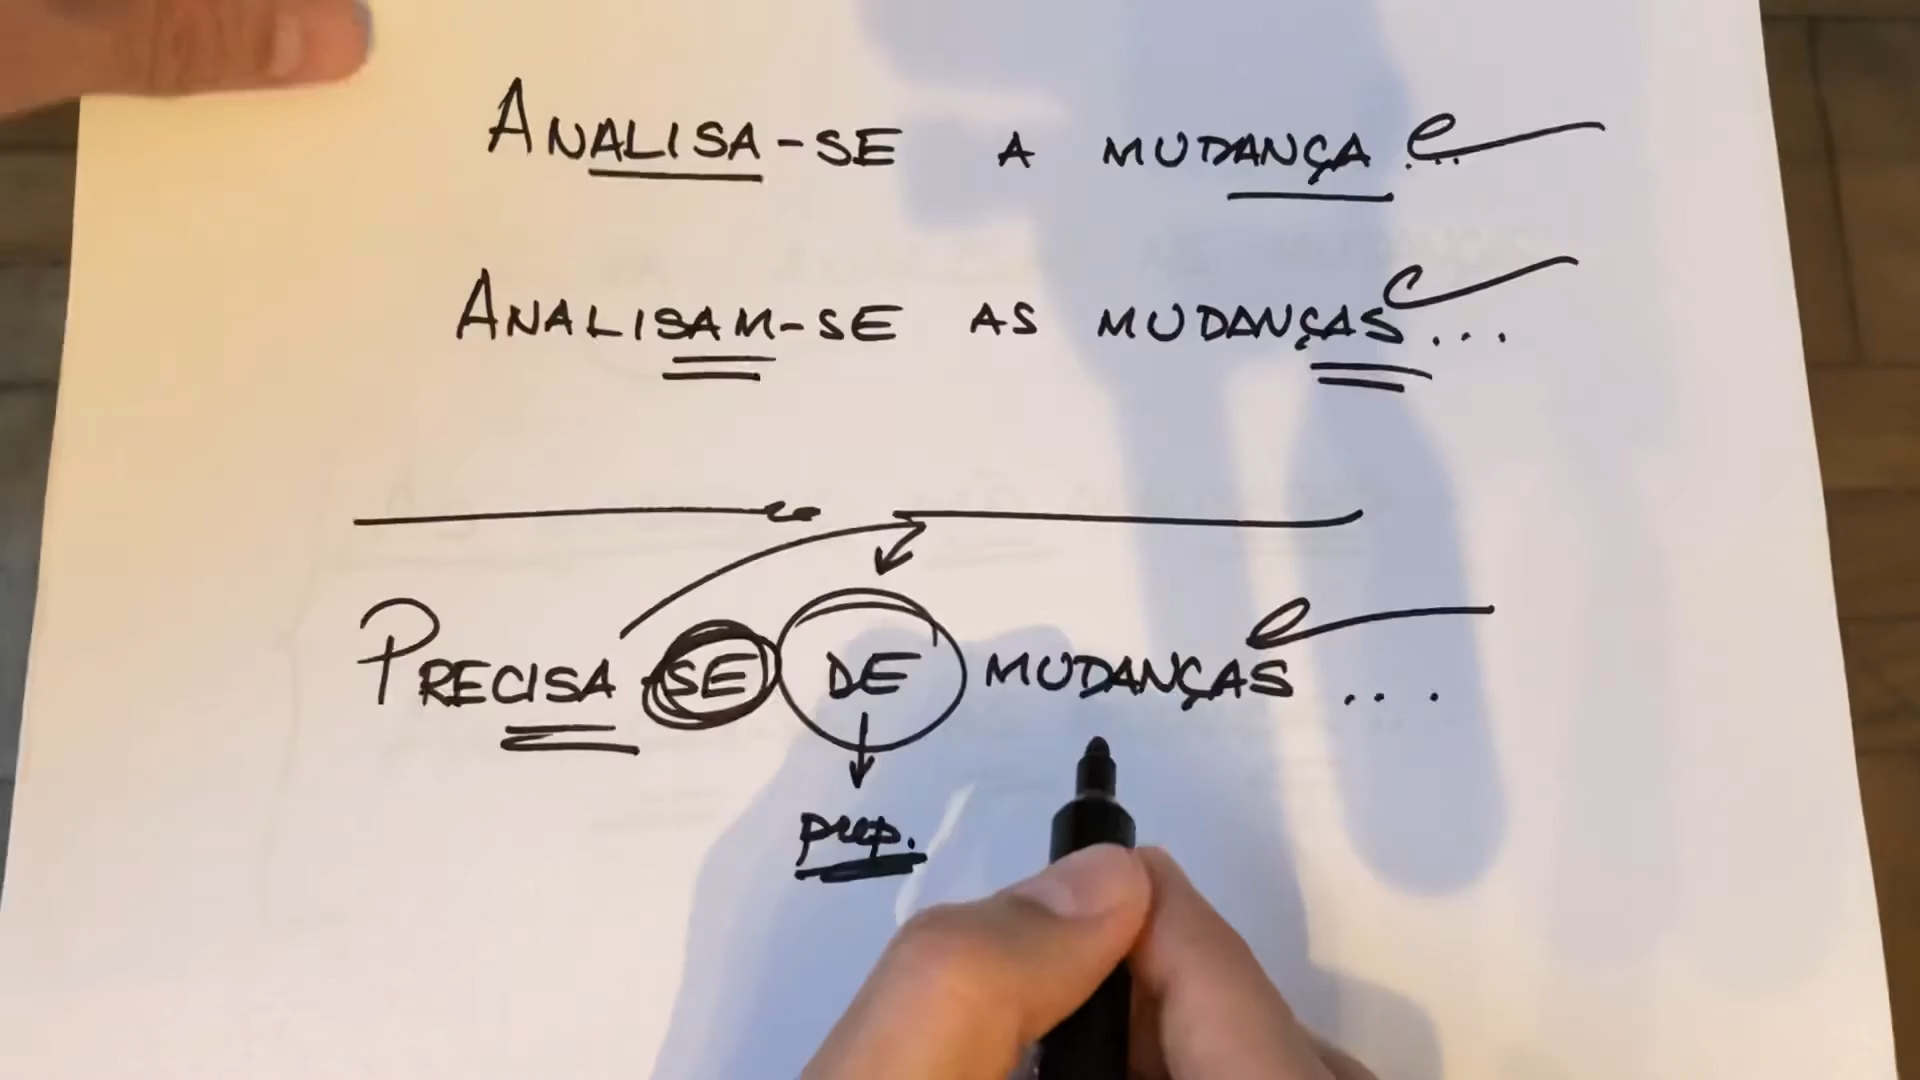 ANALISA-SE A MUDANÇA...
ANALISAM-SE AS MUDANÇAS...
PRECISA-SE DE MUDANÇAS...
prep.